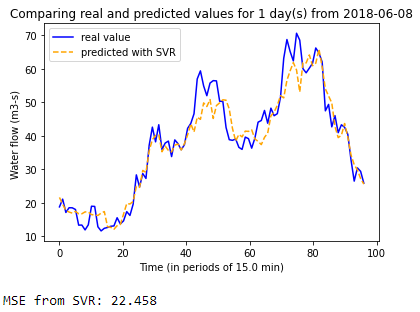 Comparing real and predicted values for 1 day(s) from 2018-06-08
real value
predicted with SVR
70
60
50
40
30
20
10
Water flow (m3-s)
0 20 40 60 80 100
Time (in periods of 15.0 min)
MSE from SVR: 22.458